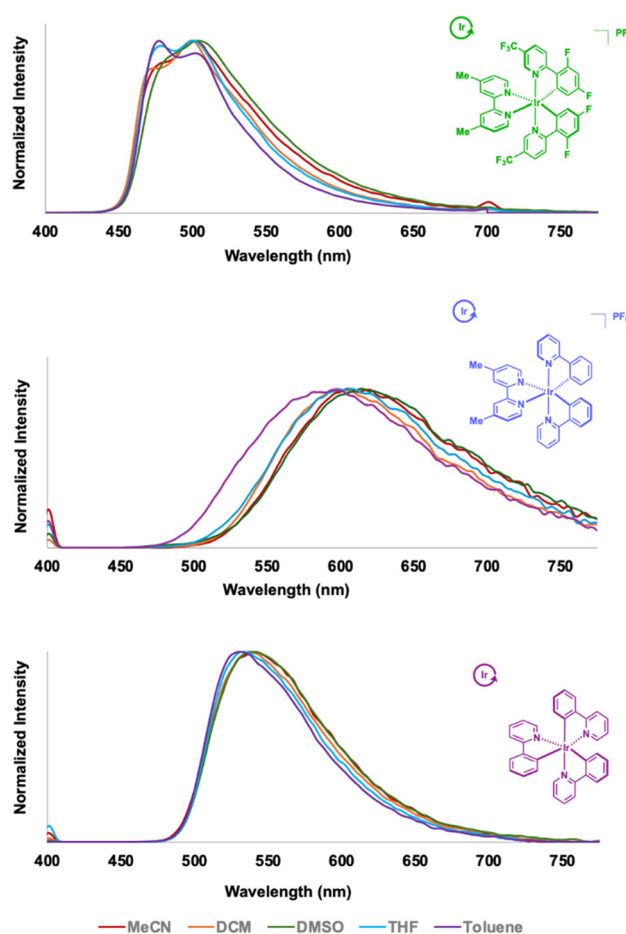 Normalized Intensity
400 450 500 550 600 650 700 750
Wavelength (nm)
Ir
PF
F₃C
F
N
Me
F
N
Ir
F
N
Me
N
F
F₃C
Normalized Intensity
400 450 500 550 600 650 700 750
Wavelength (nm)
Ir
PF
N
Me
N
Ir
N
Me
N
Normalized Intensity
400 450 500 550 600 650 700 750
Wavelength (nm)
Ir
N
N
Ir
N
MeCN DCM DMSO THF Toluene